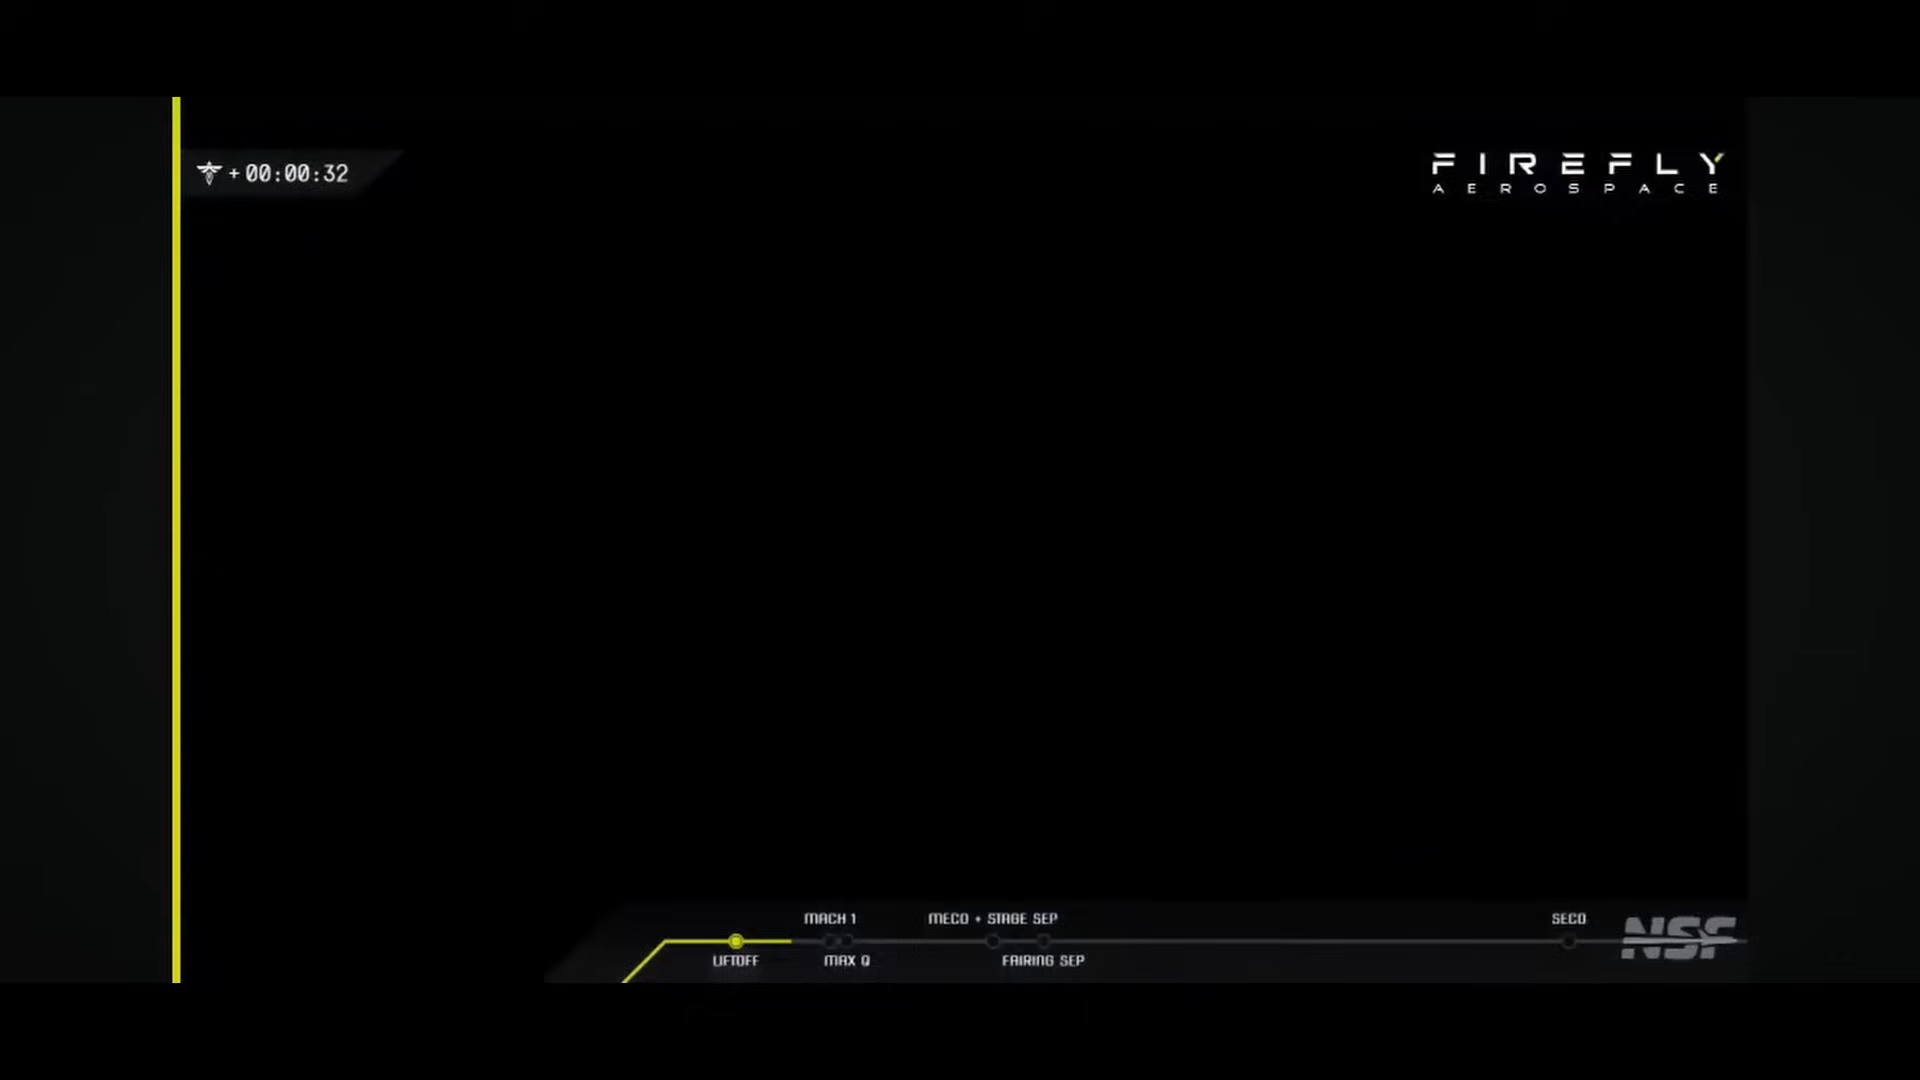 + 00:00:32
FIREFLY
AEROSPACE
MACH 1
MECO + STAGE SEP
SECO
LIFTOFF
MAX Q
FAIRING SEP
NSF